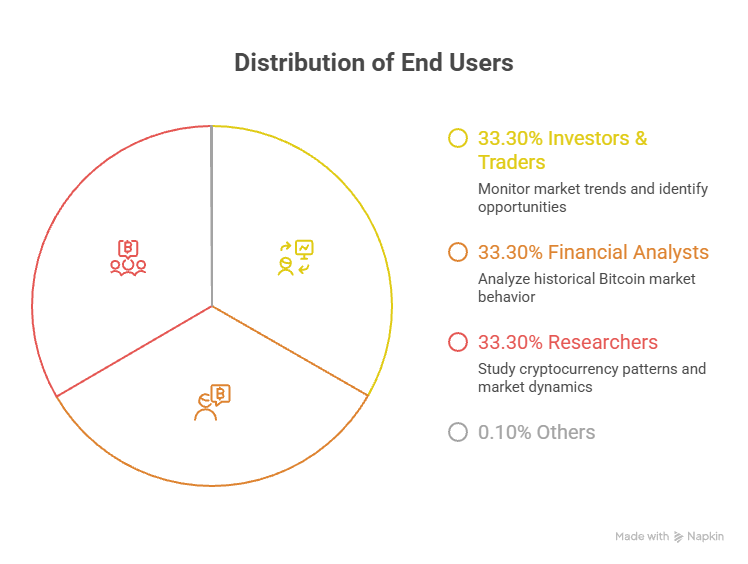 Distribution of End Users
33.30% Investors &
Traders
Monitor market trends and identify
opportunities
33.30% Financial Analysts
Analyze historical Bitcoin market
behavior
33.30% Researchers
Study cryptocurrency patterns and
market dynamics
0.10% Others
Made with Napkin